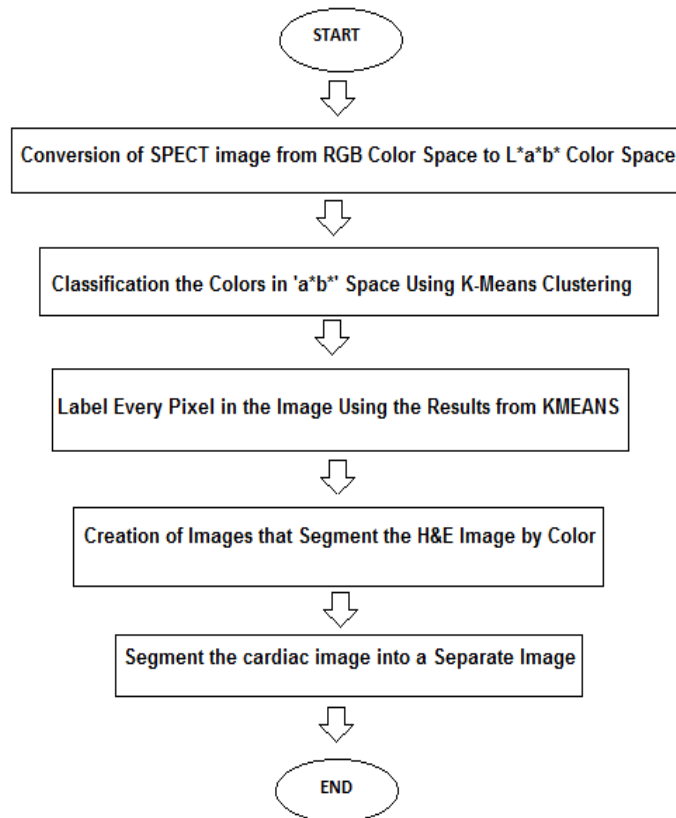 START
Conversion of SPECT image from RGB Color Space to L*a*b* Color Space
Classification the Colors in 'a*b*' Space Using K-Means Clustering
Label Every Pixel in the Image Using the Results from KMEANS
Creation of Images that Segment the H&E Image by Color
Segment the cardiac image into a Separate Image
END